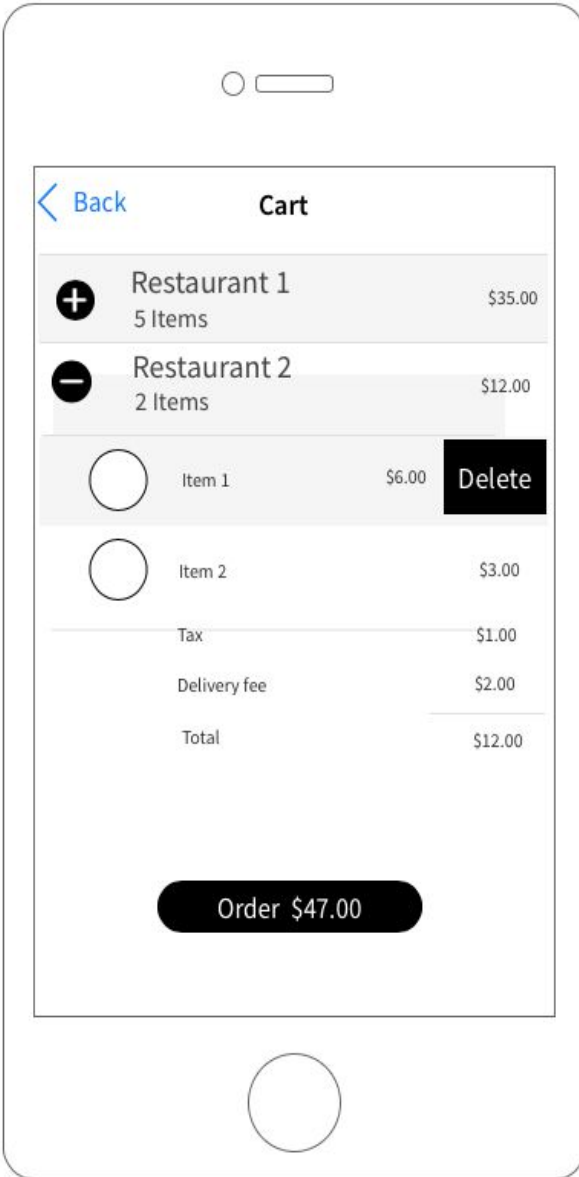 Back Cart
Restaurant 1
5 Items $35.00
Restaurant 2
2 Items $12.00
Item 1 $6.00 Delete
Item 2 $3.00
Tax $1.00
Delivery fee $2.00
Total $12.00
Order $47.00